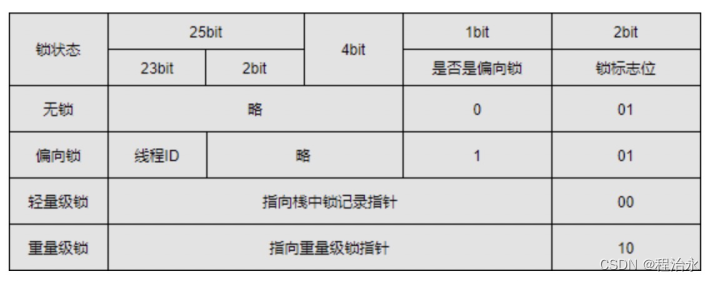 锁状态 25bit 4bit 1bit 2bit
23bit 2bit 是否是偏向锁 锁标志位
无锁 略 0 01
偏向锁 线程ID 略 1 01
轻量级锁 指向栈中锁记录指针 00
重量级锁 指向重量级锁指针 10
CSDN @程治永